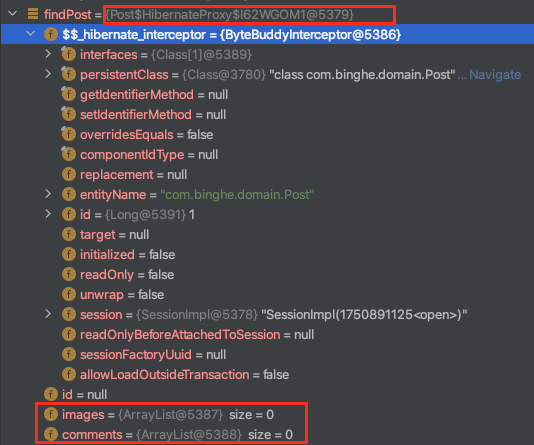 findPost = {Post$HibernateProxy$I62WGOM1@5379}
$$_hibernate_interceptor = {ByteBuddyInterceptor@5386}
interfaces = {Class[1]@5389}
persistentClass = {Class@3780} "class com.binghe.domain.Post" ... Navigate
getIdentifierMethod = null
setIdentifierMethod = null
overridesEquals = false
componentIdType = null
replacement = null
entityName = "com.binghe.domain.Post"
id = {Long@5391} 1
target = null
initialized = false
readOnly = false
unwrap = false
session = {SessionImpl@5378} "SessionImpl(1750891125<open>)"
readOnlyBeforeAttachedToSession = null
sessionFactoryUuid = null
allowLoadOutsideTransaction = false
id = null
images = {ArrayList@5387} size = 0
comments = {ArrayList@5388} size = 0